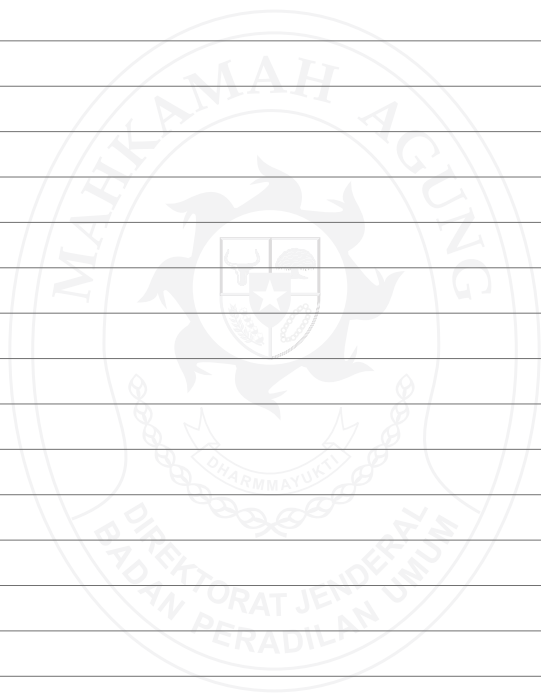 MAHKAMAH AGUNG
DHARMMAYUKTI
DIREKTORAT JENDERAL
BADAN PERADILAN UMUM